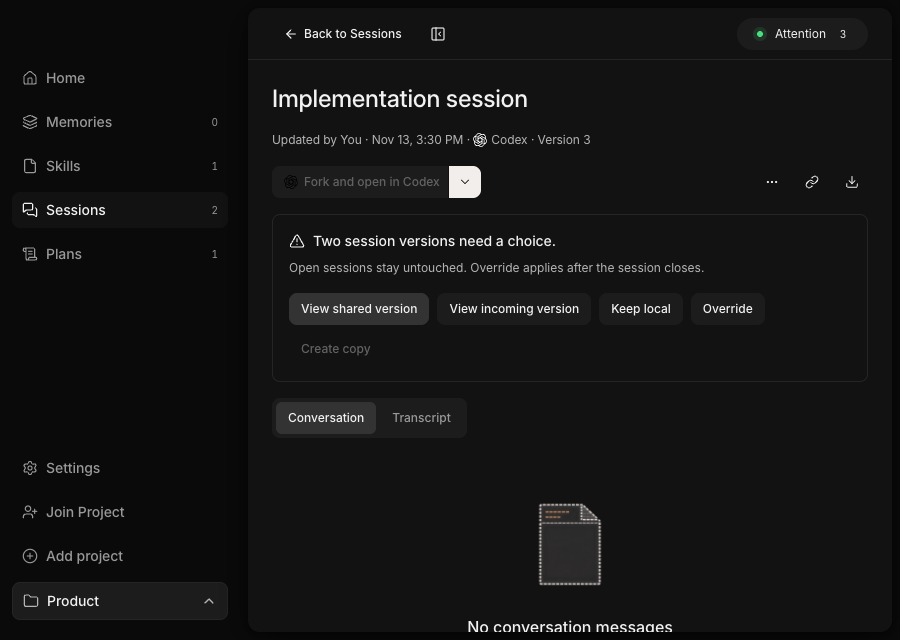 Back to Sessions
Attention 3
Home
Memories 0
Skills 1
Sessions 2
Plans 1
Settings
Join Project
Add project
Product
Implementation session
Updated by You · Nov 13, 3:30 PM · Codex · Version 3
Fork and open in Codex
Two session versions need a choice.
Open sessions stay untouched. Override applies after the session closes.
View shared version
View incoming version
Keep local
Override
Create copy
Conversation
Transcript
No conversation messages